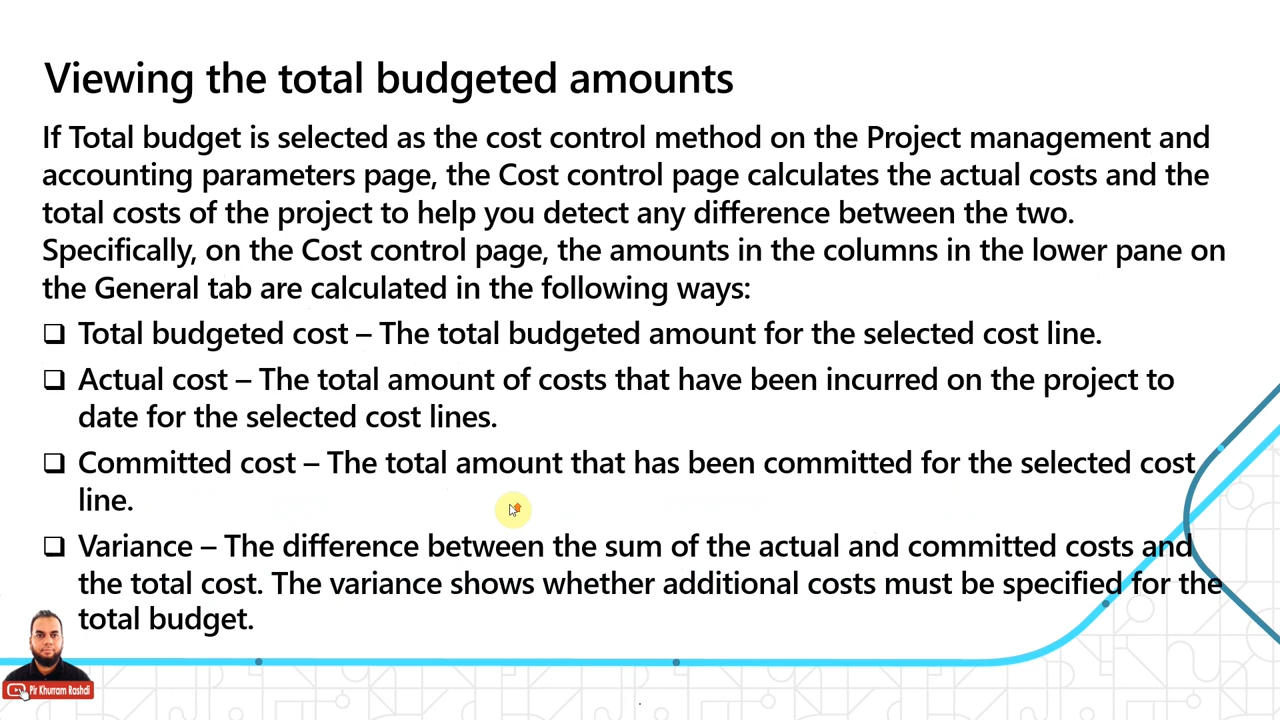 Viewing the total budgeted amounts
If Total budget is selected as the cost control method on the Project management and
accounting parameters page, the Cost control page calculates the actual costs and the
total costs of the project to help you detect any difference between the two.
Specifically, on the Cost control page, the amounts in the columns in the lower pane on
the General tab are calculated in the following ways:
❑ Total budgeted cost – The total budgeted amount for the selected cost line.
❑ Actual cost – The total amount of costs that have been incurred on the project to
date for the selected cost lines.
❑ Committed cost – The total amount that has been committed for the selected cost
line.
❑ Variance – The difference between the sum of the actual and committed costs and
the total cost. The variance shows whether additional costs must be specified for the
total budget.
Pir Khurram Rashdi